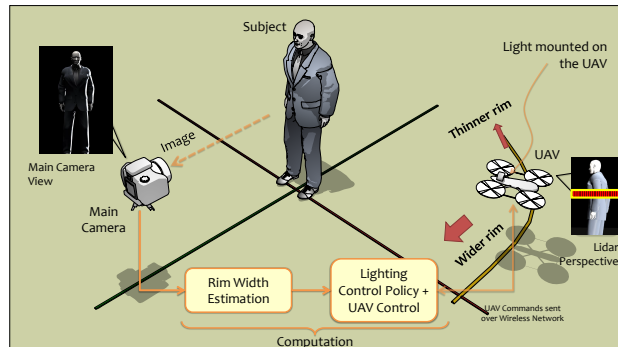 Subject
Light mounted on
the UAV
Thinner rim
Image
UAV
Main Camera
View
Main
Camera
Wider rim
Lidar
Perspective
Rim Width
Estimation
Lighting
Control Policy +
UAV Control
UAV Commands sent
over Wireless Network
Computation